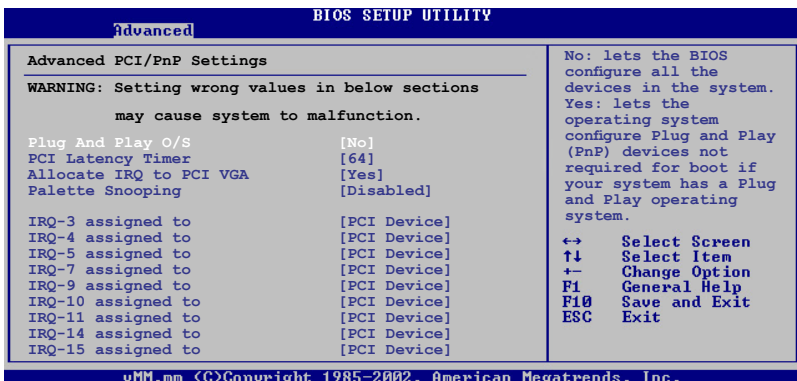 BIOS SETUP UTILITY
Advanced
Advanced PCI/PnP Settings
WARNING: Setting wrong values in below sections
may cause system to malfunction.
Plug And Play O/S [No]
PCI Latency Timer [64]
Allocate IRQ to PCI VGA [Yes]
Palette Snooping [Disabled]
IRQ-3 assigned to [PCI Device]
IRQ-4 assigned to [PCI Device]
IRQ-5 assigned to [PCI Device]
IRQ-7 assigned to [PCI Device]
IRQ-9 assigned to [PCI Device]
IRQ-10 assigned to [PCI Device]
IRQ-11 assigned to [PCI Device]
IRQ-14 assigned to [PCI Device]
IRQ-15 assigned to [PCI Device]
No: lets the BIOS
configure all the
devices in the system.
Yes: lets the
operating system
configure Plug and Play
(PnP) devices not
required for boot if
your system has a Plug
and Play operating
system.
←→ Select Screen
↑↓ Select Item
+- Change Option
F1 General Help
F10 Save and Exit
ESC Exit
vMM.mm (C)Copyright 1985-2002, American Megatrends, Inc.